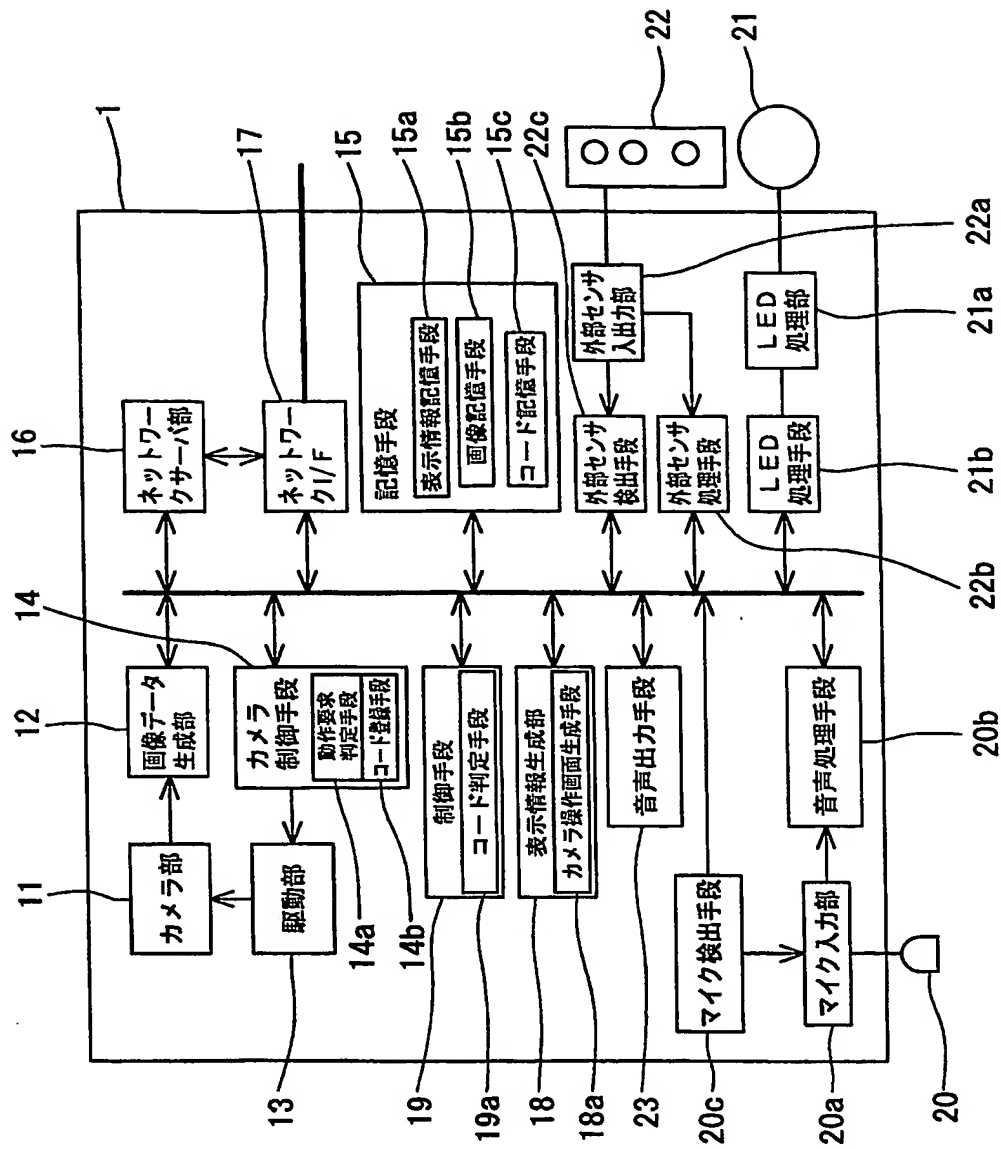 1
11
カメラ部
12
画像データ
生成部
13
駆動部
14
カメラ
制御手段
動作要求
判定手段
コード登録手段
14a
14b
16
ネットワー
クサーバ部
17
ネットワー
クI/F
15
記憶手段
表示情報記憶手段
画像記憶手段
コード記憶手段
15a
15b
15c
19
制御手段
コード判定手段
19a
18
表示情報生成部
カメラ操作画面生成手段
18a
23
音声出力手段
22c
外部センサ
検出手段
外部センサ
入出力部
22a
22
外部センサ
処理手段
22b
20c
マイク検出手段
マイク入力部
20a
20
音声処理手段
20b
LED
処理手段
21b
LED
処理部
21a
21